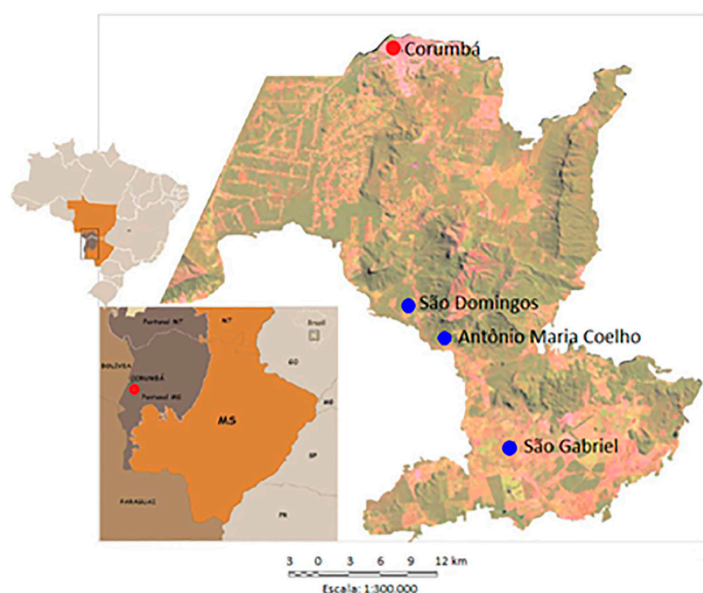 Corumbá
São Domingos
Antônio Maria Coelho
São Gabriel
Pantanal MT
MT
Brasil
BOLÍVIA
GO
CORUMBÁ
Pantanal MS
MS
MG
SP
PARAGUAI
PR
3 0 3 6 9 12 km
Escala: 1:300.000